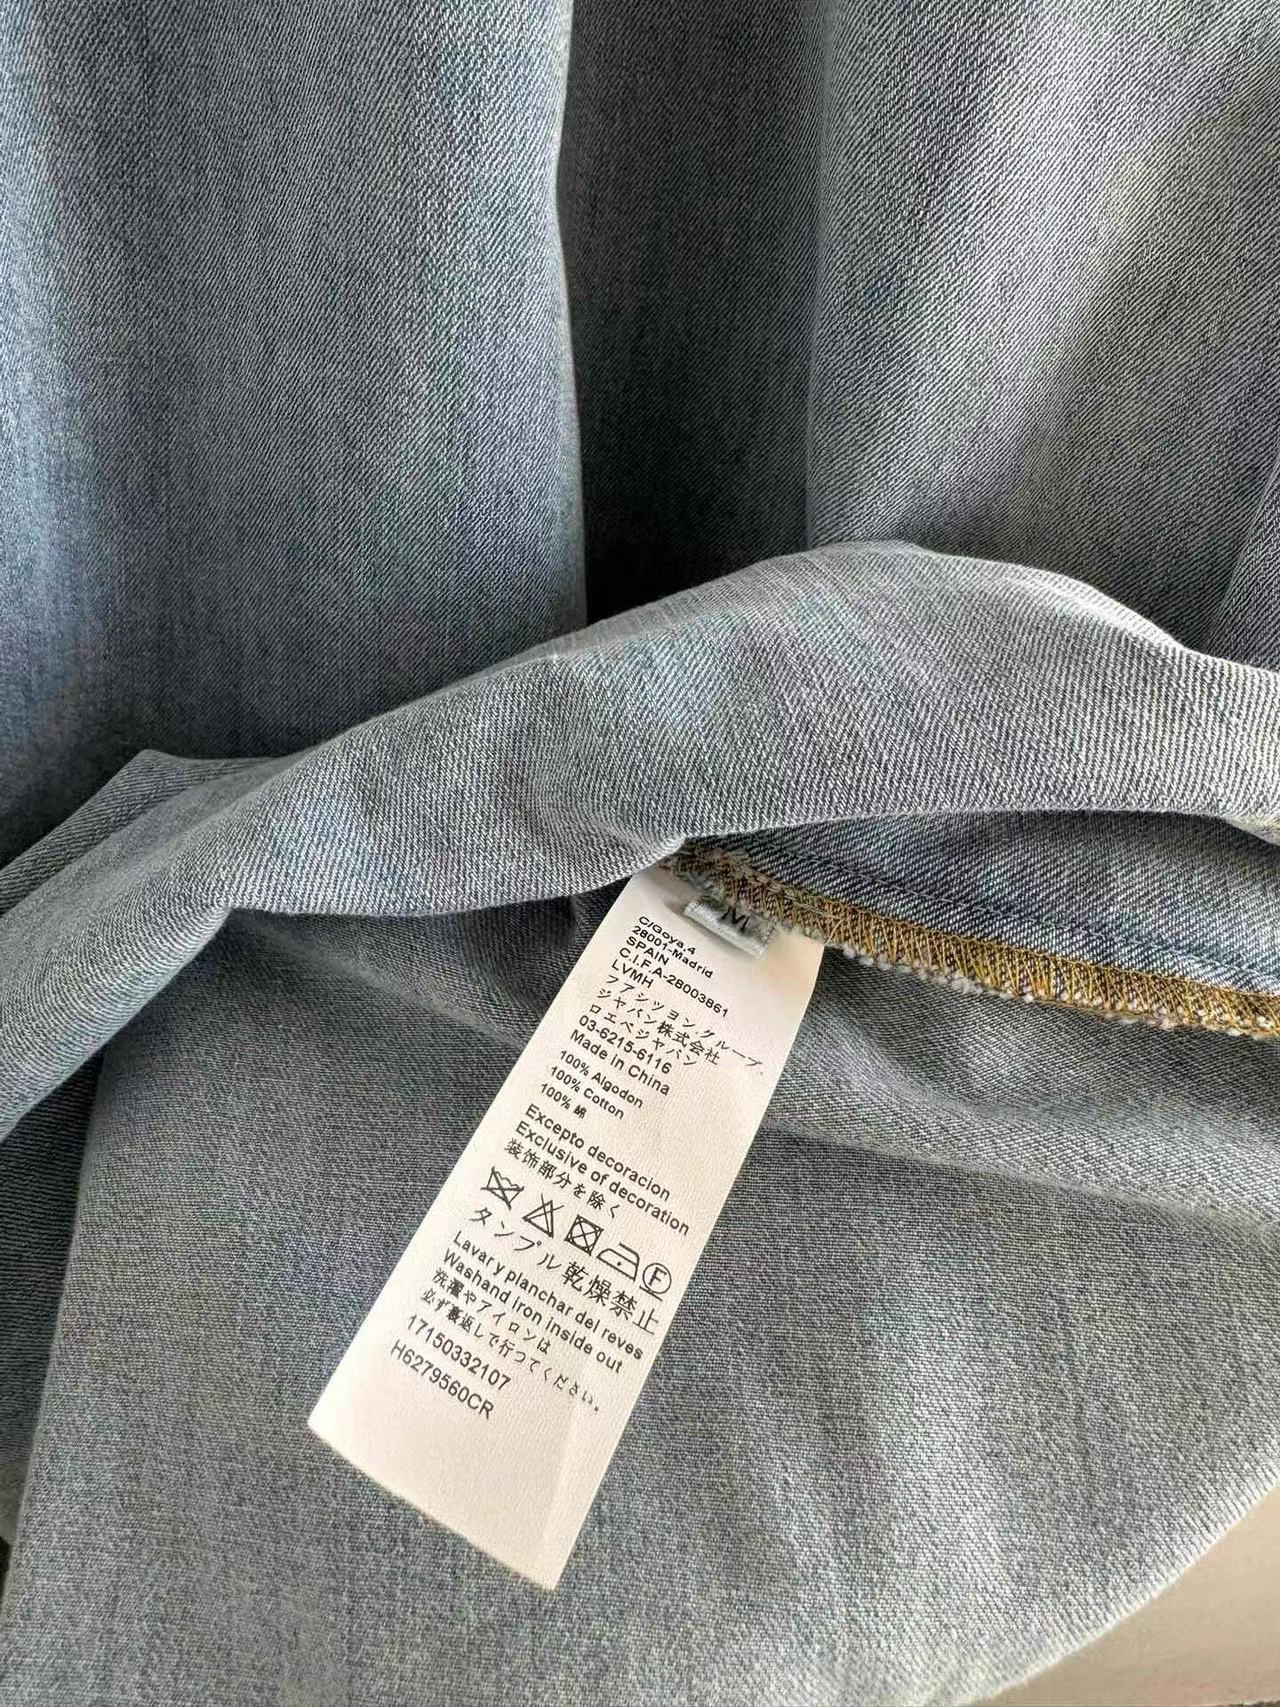 M
C/Goya,4
28001-Madrid
SPAIN
C.I.F.A-28003861
LVMH
ファシツョングループ.
ジャパン株式会社
ロエベジャパン
03-6215-6116
Made in China
100% Algodon
100% Cotton
100% 綿
Excepto decoracion
Exclusive of decoration
装飾部分を除く
F
タンプル乾燥禁止
Lavary planchar del reves
Washand iron inside out
洗濯やアイロンは
必ず裏返しで行ってください。
17150332107
H6279560CR